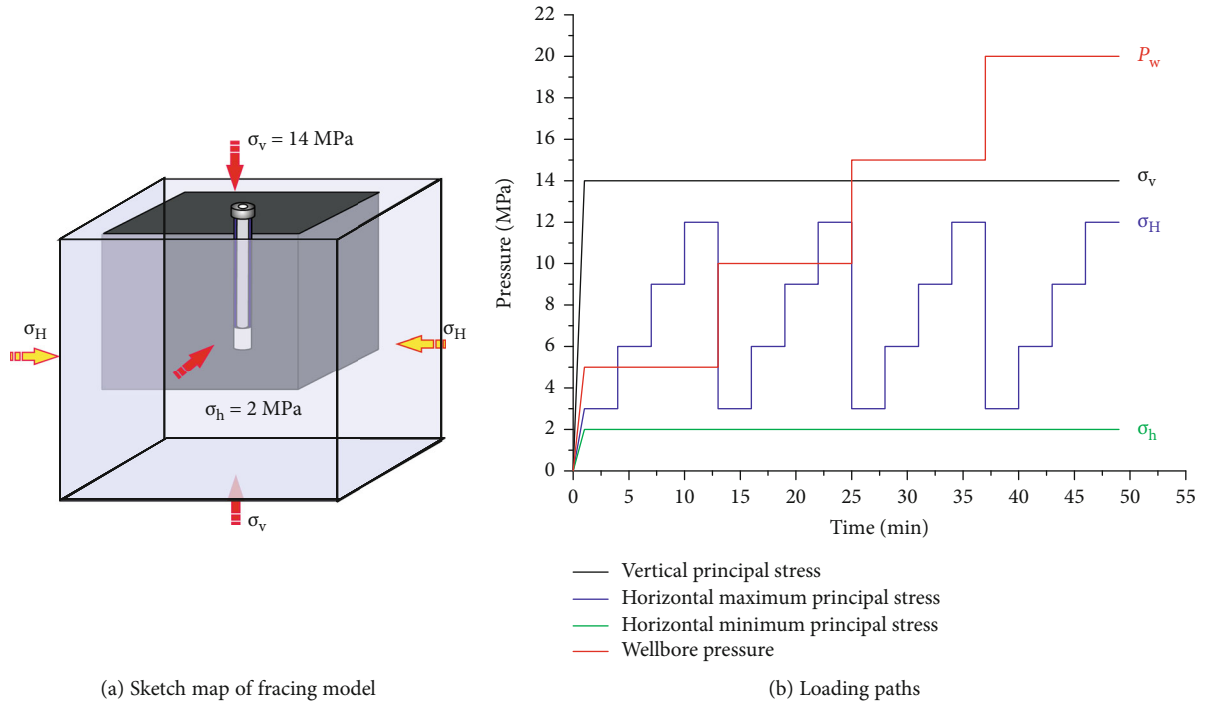 σv = 14 MPa
σH
σH
σh = 2 MPa
σv
(a) Sketch map of fracing model
Pressure (MPa)
22
20
18
16
14
12
10
8
6
4
2
0
Pw
σv
σH
σh
0 5 10 15 20 25 30 35 40 45 50 55
Time (min)
Vertical principal stress
Horizontal maximum principal stress
Horizontal minimum principal stress
Wellbore pressure
(b) Loading paths